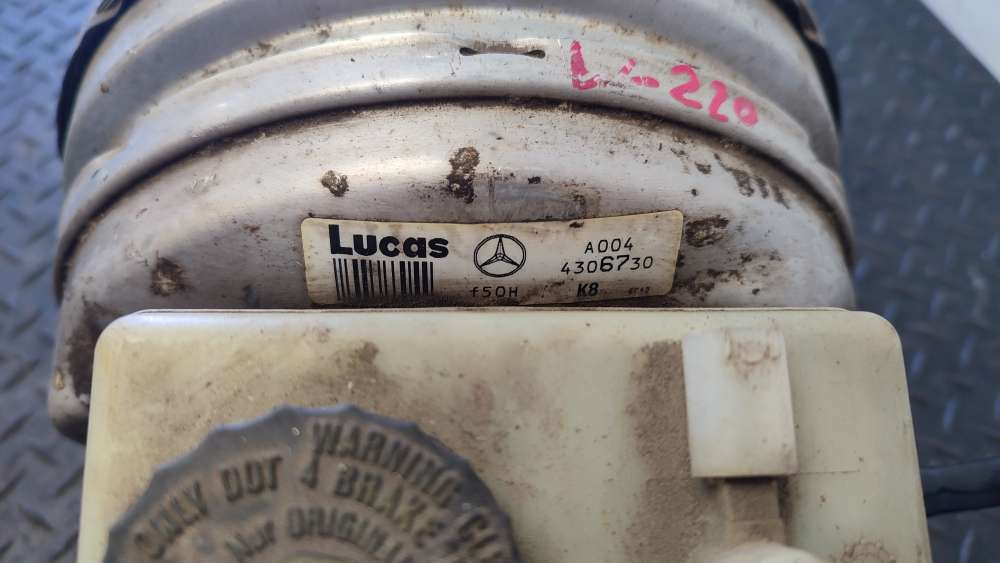 L-220
Lucas
A004
4306730
f50H K8
WARNING
ONLY DOT 4 BRAKE
ORIGINAL